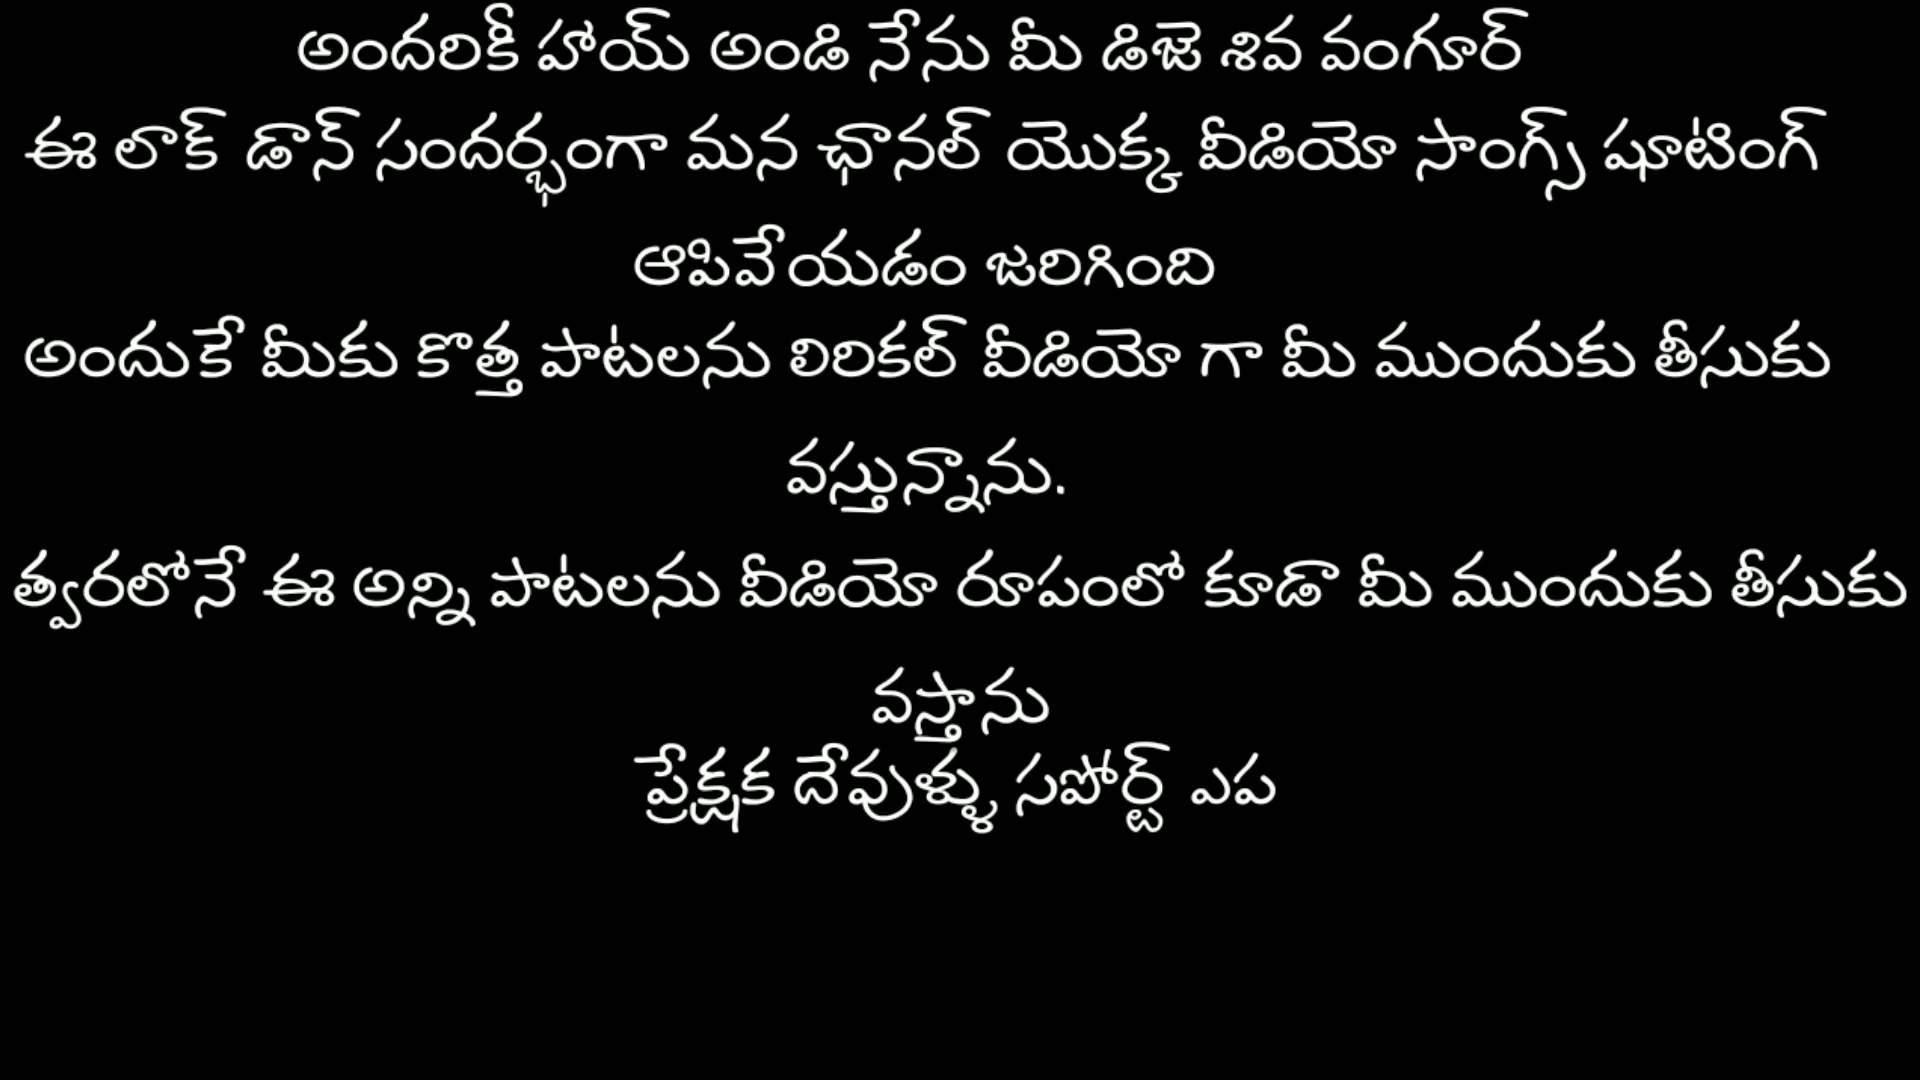 అందరికీ హాయ్ అండి నేను మీ డిజె శివ వంగూర్
ఈ లాక్ డౌన్ సందర్భంగా మన ఛానల్ యొక్క వీడియో సాంగ్స్ షూటింగ్
ఆపివేయడం జరిగింది
అందుకే మీకు కొత్త పాటలను లిరికల్ వీడియో గా మీ ముందుకు తీసుకు
వస్తున్నాను.
త్వరలోనే ఈ అన్ని పాటలను వీడియో రూపంలో కూడా మీ ముందుకు తీసుకు
వస్తాను
ప్రేక్షక దేవుళ్ళు సపోర్ట్ ఎప